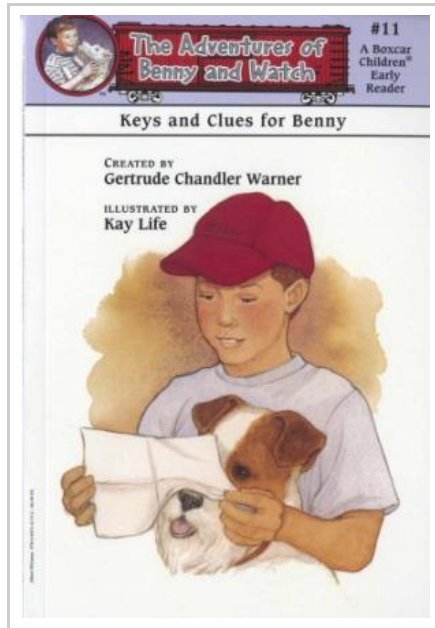 The Adventures of
Benny and Watch
#11
A Boxcar
Children®
Early
Reader
Keys and Clues for Benny
CREATED BY
Gertrude Chandler Warner
ILLUSTRATED BY
Kay Life